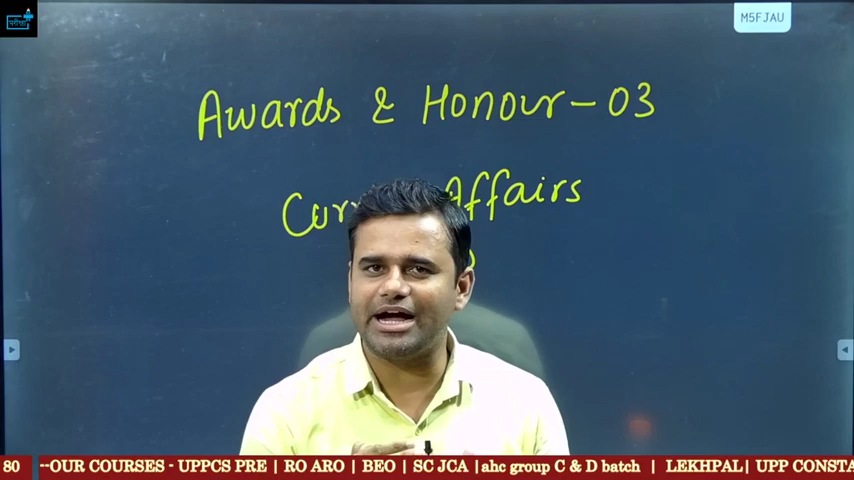 परीक्षा
M5FJAU
Awards & Honour - 03
Affairs
80 --OUR COURSES - UPPCS PRE | RO ARO | BEO | SC JCA |ahc group C & D batch | LEKHPAL| UPP CONSTA